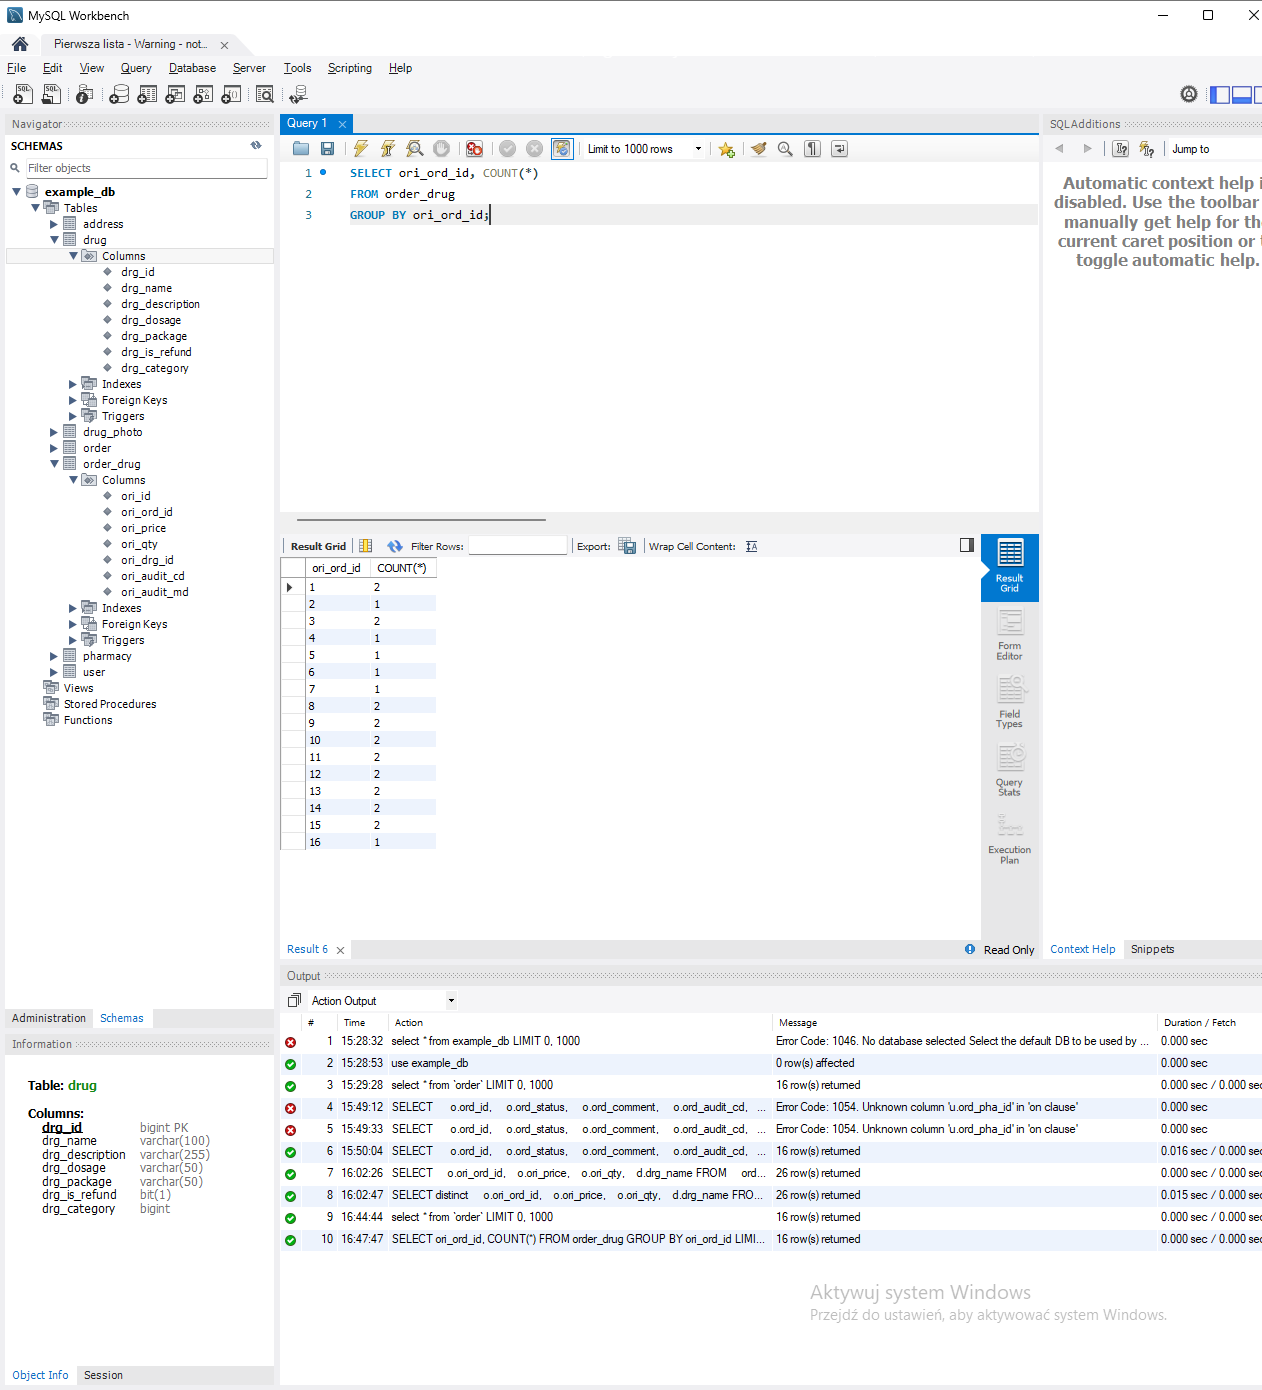 MySQL Workbench
Pierwsza lista - Warning - not...
File Edit View Query Database Server Tools Scripting Help
Navigator
SCHEMAS
Filter objects
example_db
Tables
address
drug
Columns
drg_id
drg_name
drg_description
drg_dosage
drg_package
drg_is_refund
drg_category
Indexes
Foreign Keys
Triggers
drug_photo
order
order_drug
Columns
ori_id
ori_ord_id
ori_price
ori_qty
ori_drg_id
ori_audit_cd
ori_audit_md
Indexes
Foreign Keys
Triggers
pharmacy
user
Views
Stored Procedures
Functions
Administration Schemas
Information
Table: drug
Columns:
drg_id bigint PK
drg_name varchar(100)
drg_description varchar(255)
drg_dosage varchar(50)
drg_package varchar(50)
drg_is_refund bit(1)
drg_category bigint
Object Info Session
Query 1
Limit to 1000 rows
1 SELECT ori_ord_id, COUNT(*)
2 FROM order_drug
3 GROUP BY ori_ord_id;
Result Grid Filter Rows: Export: Wrap Cell Content:
ori_ord_id COUNT(*)
1 2
2 1
3 2
4 1
5 1
6 1
7 1
8 2
9 2
10 2
11 2
12 2
13 2
14 2
15 2
16 1
Result
Grid
Form
Editor
Field
Types
Query
Stats
Execution
Plan
Result 6 Read Only
SQLAdditions
Jump to
Automatic context help i
disabled. Use the toolbar
manually get help for the
current caret position or t
toggle automatic help.
Context Help Snippets
Output
Action Output
# Time Action Message Duration / Fetch
1 15:28:32 select * from example_db LIMIT 0, 1000 Error Code: 1046. No database selected Select the default DB to be used by ... 0.000 sec
2 15:28:53 use example_db 0 row(s) affected 0.000 sec
3 15:29:28 select * from `order` LIMIT 0, 1000 16 row(s) returned 0.000 sec / 0.000 sec
4 15:49:12 SELECT o.ord_id, o.ord_status, o.ord_comment, o.ord_audit_cd, ... Error Code: 1054. Unknown column 'u.ord_pha_id' in 'on clause' 0.000 sec
5 15:49:33 SELECT o.ord_id, o.ord_status, o.ord_comment, o.ord_audit_cd, ... Error Code: 1054. Unknown column 'u.ord_pha_id' in 'on clause' 0.000 sec
6 15:50:04 SELECT o.ord_id, o.ord_status, o.ord_comment, o.ord_audit_cd, ... 16 row(s) returned 0.016 sec / 0.000 sec
7 16:02:26 SELECT o.ori_ord_id, o.ori_price, o.ori_qty, d.drg_name FROM ord... 26 row(s) returned 0.000 sec / 0.000 sec
8 16:02:47 SELECT distinct o.ori_ord_id, o.ori_price, o.ori_qty, d.drg_name FRO... 26 row(s) returned 0.015 sec / 0.000 sec
9 16:44:44 select * from `order` LIMIT 0, 1000 16 row(s) returned 0.000 sec / 0.000 sec
10 16:47:47 SELECT ori_ord_id, COUNT(*) FROM order_drug GROUP BY ori_ord_id LIMI... 16 row(s) returned 0.000 sec / 0.000 sec
Aktywuj system Windows
Przejdź do ustawień, aby aktywować system Windows.